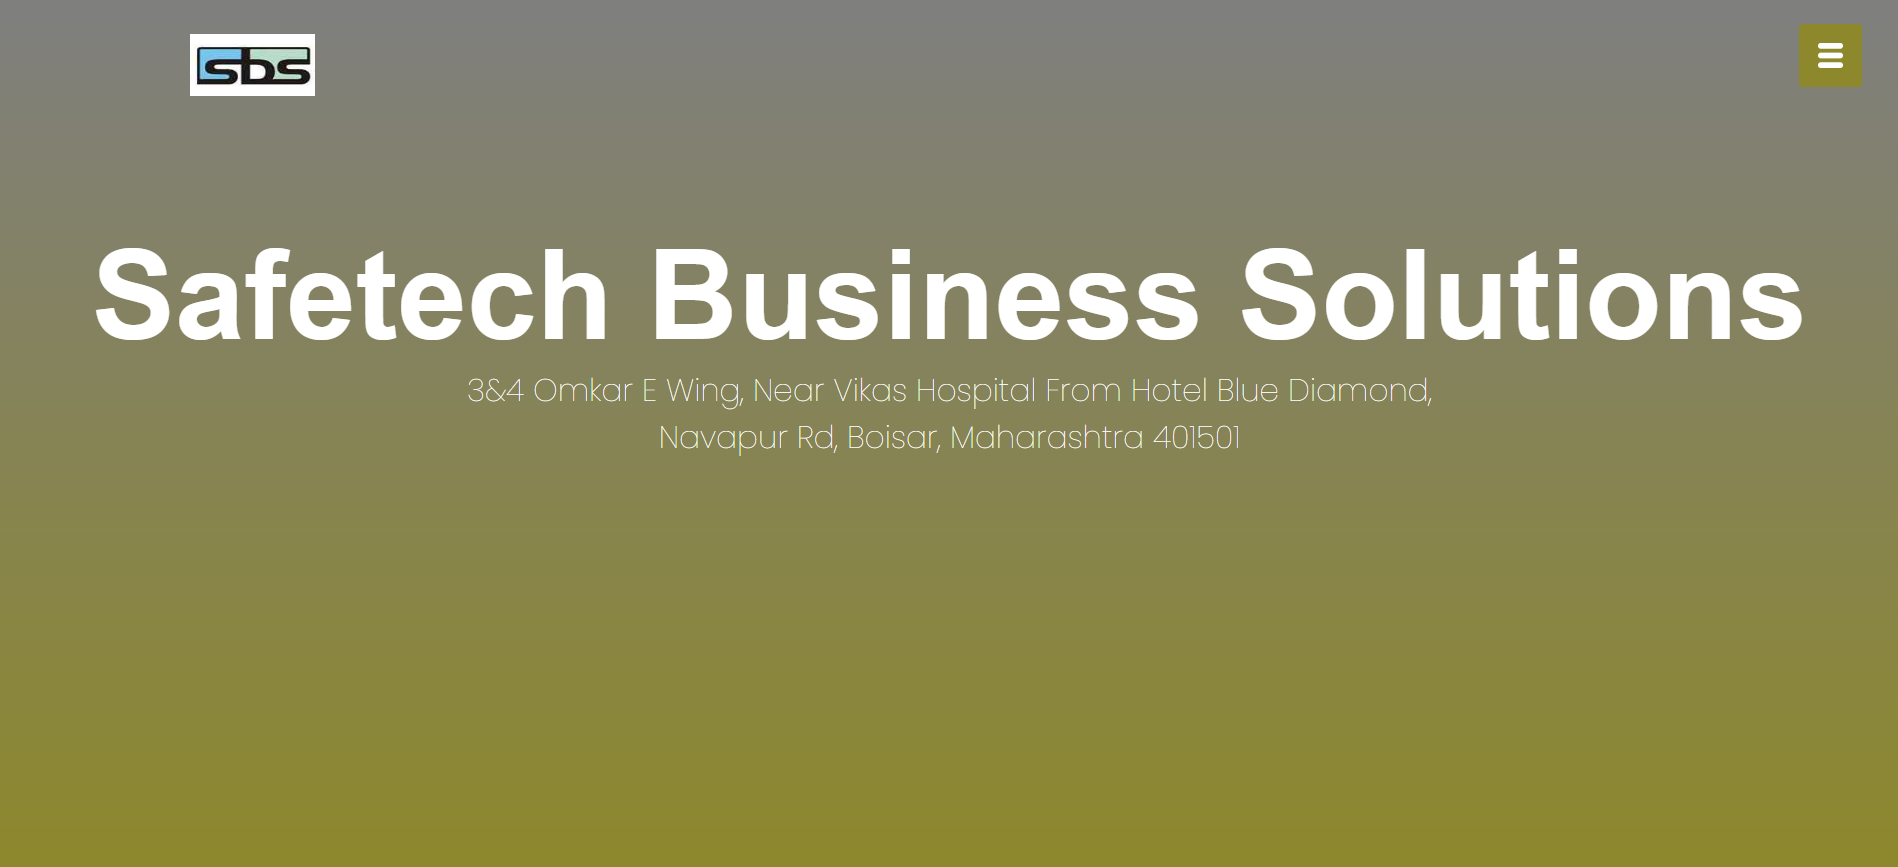 sbs
Safetech Business Solutions
3&4 Omkar E Wing, Near Vikas Hospital From Hotel Blue Diamond,
Navapur Rd, Boisar, Maharashtra 401501